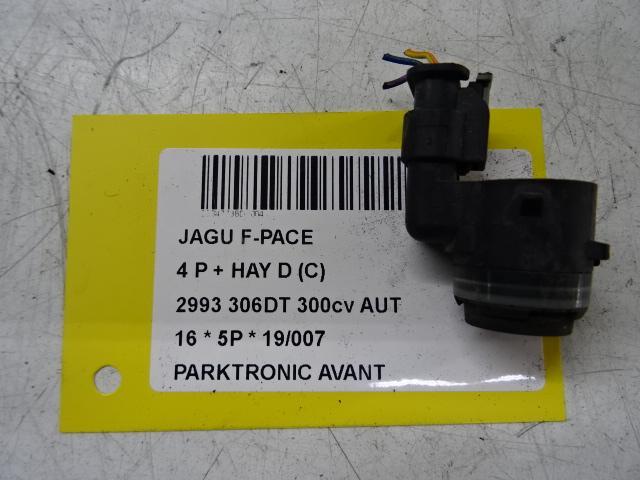 JAGU F-PACE
4 P + HAY D (C)
2993 306DT 300cv AUT
16 * 5P * 19/007
PARKTRONIC AVANT